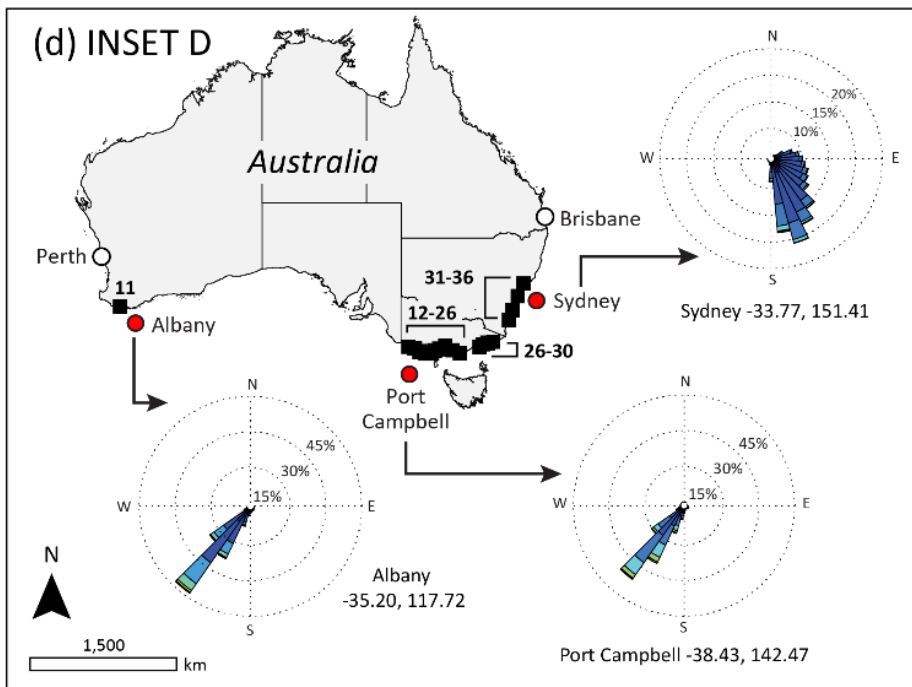 (d) INSET D
Australia
Perth
Brisbane
11
Albany
31-36
Sydney
12-26
26-30
Port
Campbell
N
20%
15%
10%
W
E
S
Sydney -33.77, 151.41
N
45%
30%
15%
W
E
S
Albany
-35.20, 117.72
N
45%
30%
15%
W
E
S
Port Campbell -38.43, 142.47
N
1,500
km